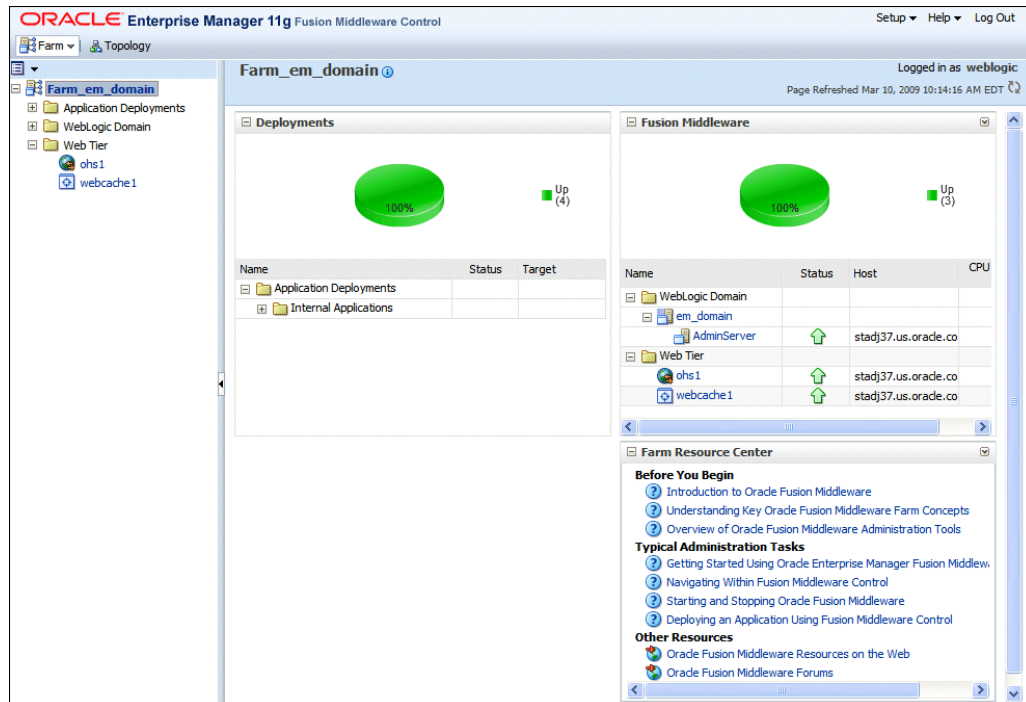 ORACLE Enterprise Manager 11g Fusion Middleware Control
Setup Help Log Out
Farm Topology
Farm_em_domain
Application Deployments
WebLogic Domain
Web Tier
ohs1
webcache1
Farm_em_domain
Logged in as weblogic
Page Refreshed Mar 10, 2009 10:14:16 AM EDT
Deployments
100%
Up
(4)
Name Status Target
Application Deployments
Internal Applications
Fusion Middleware
100%
Up
(3)
Name Status Host CPU
WebLogic Domain
em_domain
AdminServer stadj37.us.oracle.co
Web Tier
ohs1 stadj37.us.oracle.co
webcache1 stadj37.us.oracle.co
Farm Resource Center
Before You Begin
Introduction to Oracle Fusion Middleware
Understanding Key Oracle Fusion Middleware Farm Concepts
Overview of Oracle Fusion Middleware Administration Tools
Typical Administration Tasks
Getting Started Using Oracle Enterprise Manager Fusion Middlew
Navigating Within Fusion Middleware Control
Starting and Stopping Oracle Fusion Middleware
Deploying an Application Using Fusion Middleware Control
Other Resources
Oracle Fusion Middleware Resources on the Web
Oracle Fusion Middleware Forums